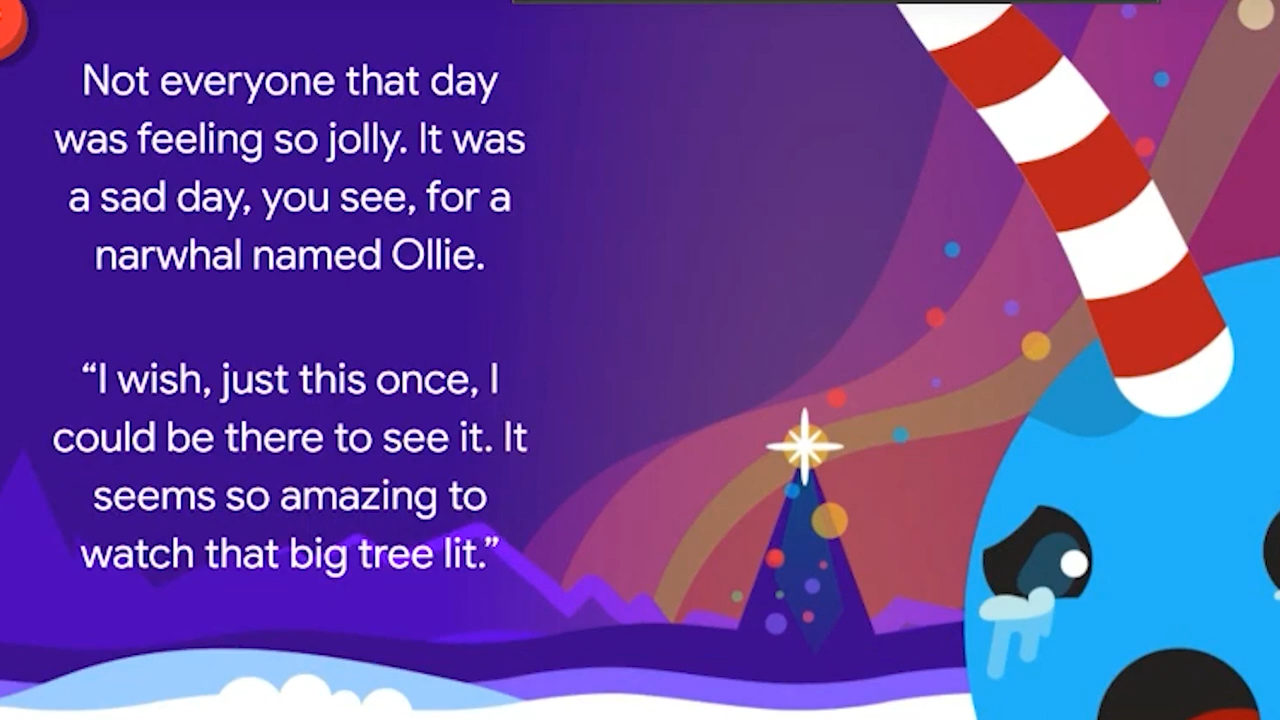 Not everyone that day
was feeling so jolly. It was
a sad day, you see, for a
narwhal named Ollie.
“I wish, just this once, I
could be there to see it. It
seems so amazing to
watch that big tree lit.”